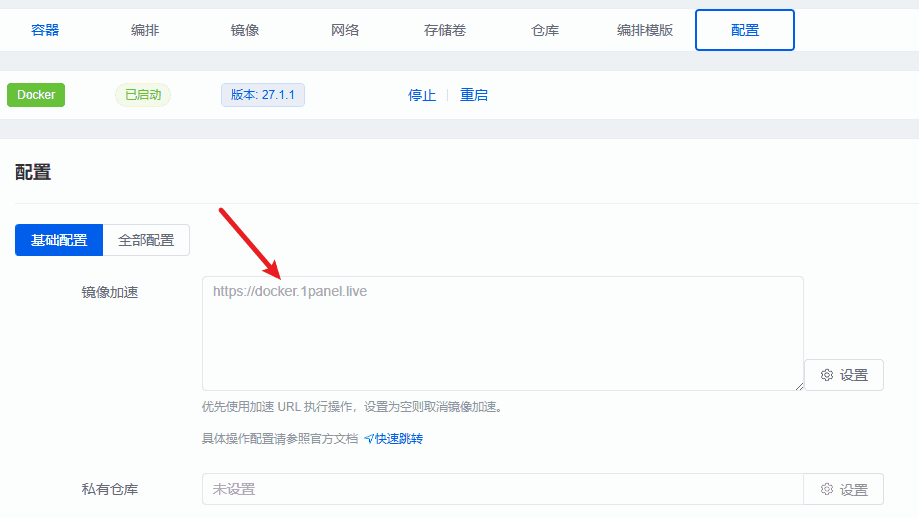 容器 编排 镜像 网络 存储卷 仓库 编排模版 配置
Docker 已启动 版本: 27.1.1 停止 重启
配置
基础配置 全部配置
镜像加速 https://docker.1panel.live
设置
优先使用加速 URL 执行操作，设置为空则取消镜像加速。
具体操作配置请参照官方文档 快速跳转
私有仓库 未设置 设置